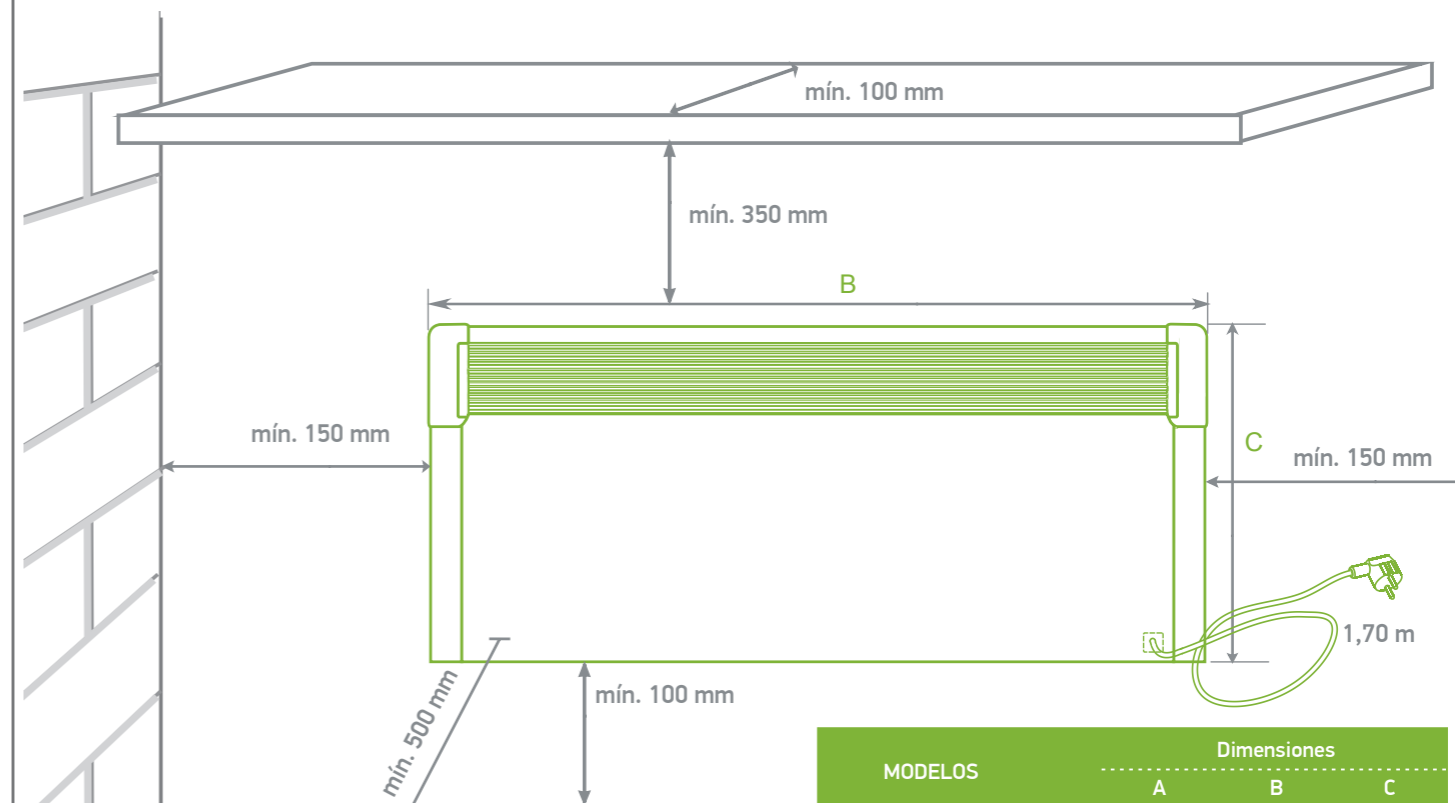 mín. 100 mm
mín. 350 mm
B
mín. 150 mm
C
mín. 150 mm
1,70 m
mín. 500 mm
mín. 100 mm
MODELOS
Dimensiones
A B C